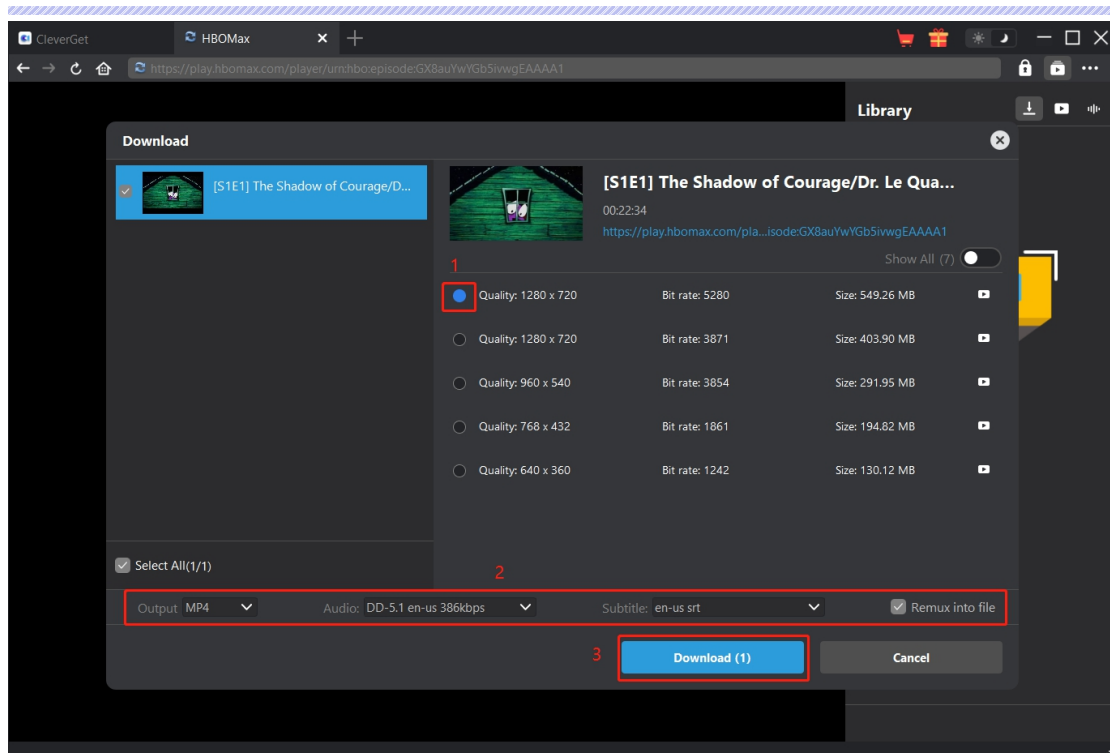 CleverGet
HBOMax
https://play.hbomax.com/player/urn:hbo:episode:GX8auYwYGb5ivwgEAAAA1
Library
Download
[S1E1] The Shadow of Courage/D...
[S1E1] The Shadow of Courage/Dr. Le Qua...
00:22:34
https://play.hbomax.com/pla...isode:GX8auYwYGb5ivwgEAAAA1
Show All (7)
1
Quality: 1280 x 720 Bit rate: 5280 Size: 549.26 MB
Quality: 1280 x 720 Bit rate: 3871 Size: 403.90 MB
Quality: 960 x 540 Bit rate: 3854 Size: 291.95 MB
Quality: 768 x 432 Bit rate: 1861 Size: 194.82 MB
Quality: 640 x 360 Bit rate: 1242 Size: 130.12 MB
Select All(1/1)
2
Output MP4 Audio: DD-5.1 en-us 386kbps Subtitle: en-us srt Remux into file
3
Download (1) Cancel